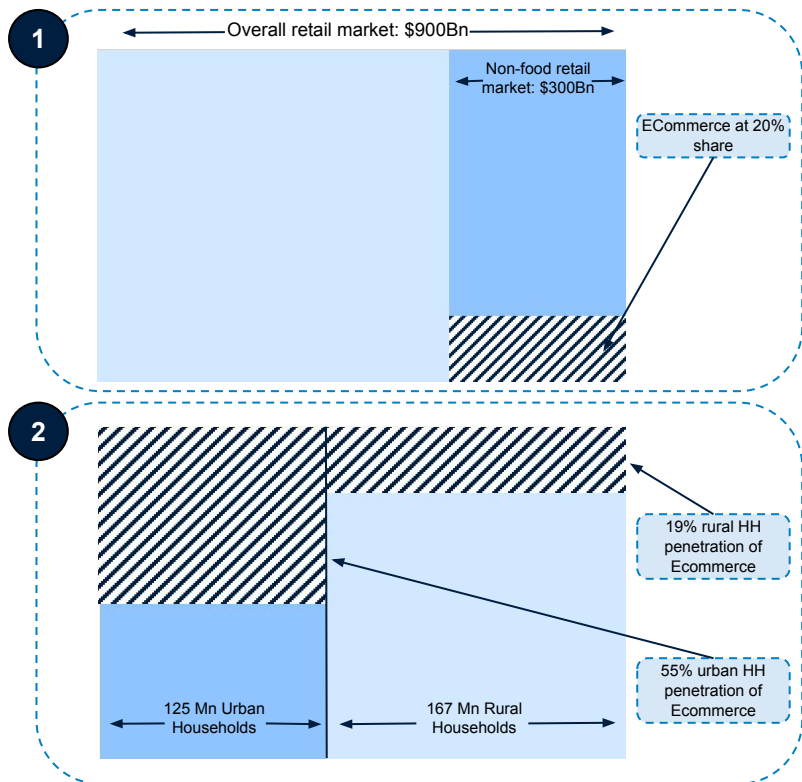 1
Overall retail market: $900Bn
Non-food retail
market: $300Bn
ECommerce at 20%
share
2
19% rural HH
penetration of
Ecommerce
55% urban HH
penetration of
Ecommerce
125 Mn Urban
Households
167 Mn Rural
Households